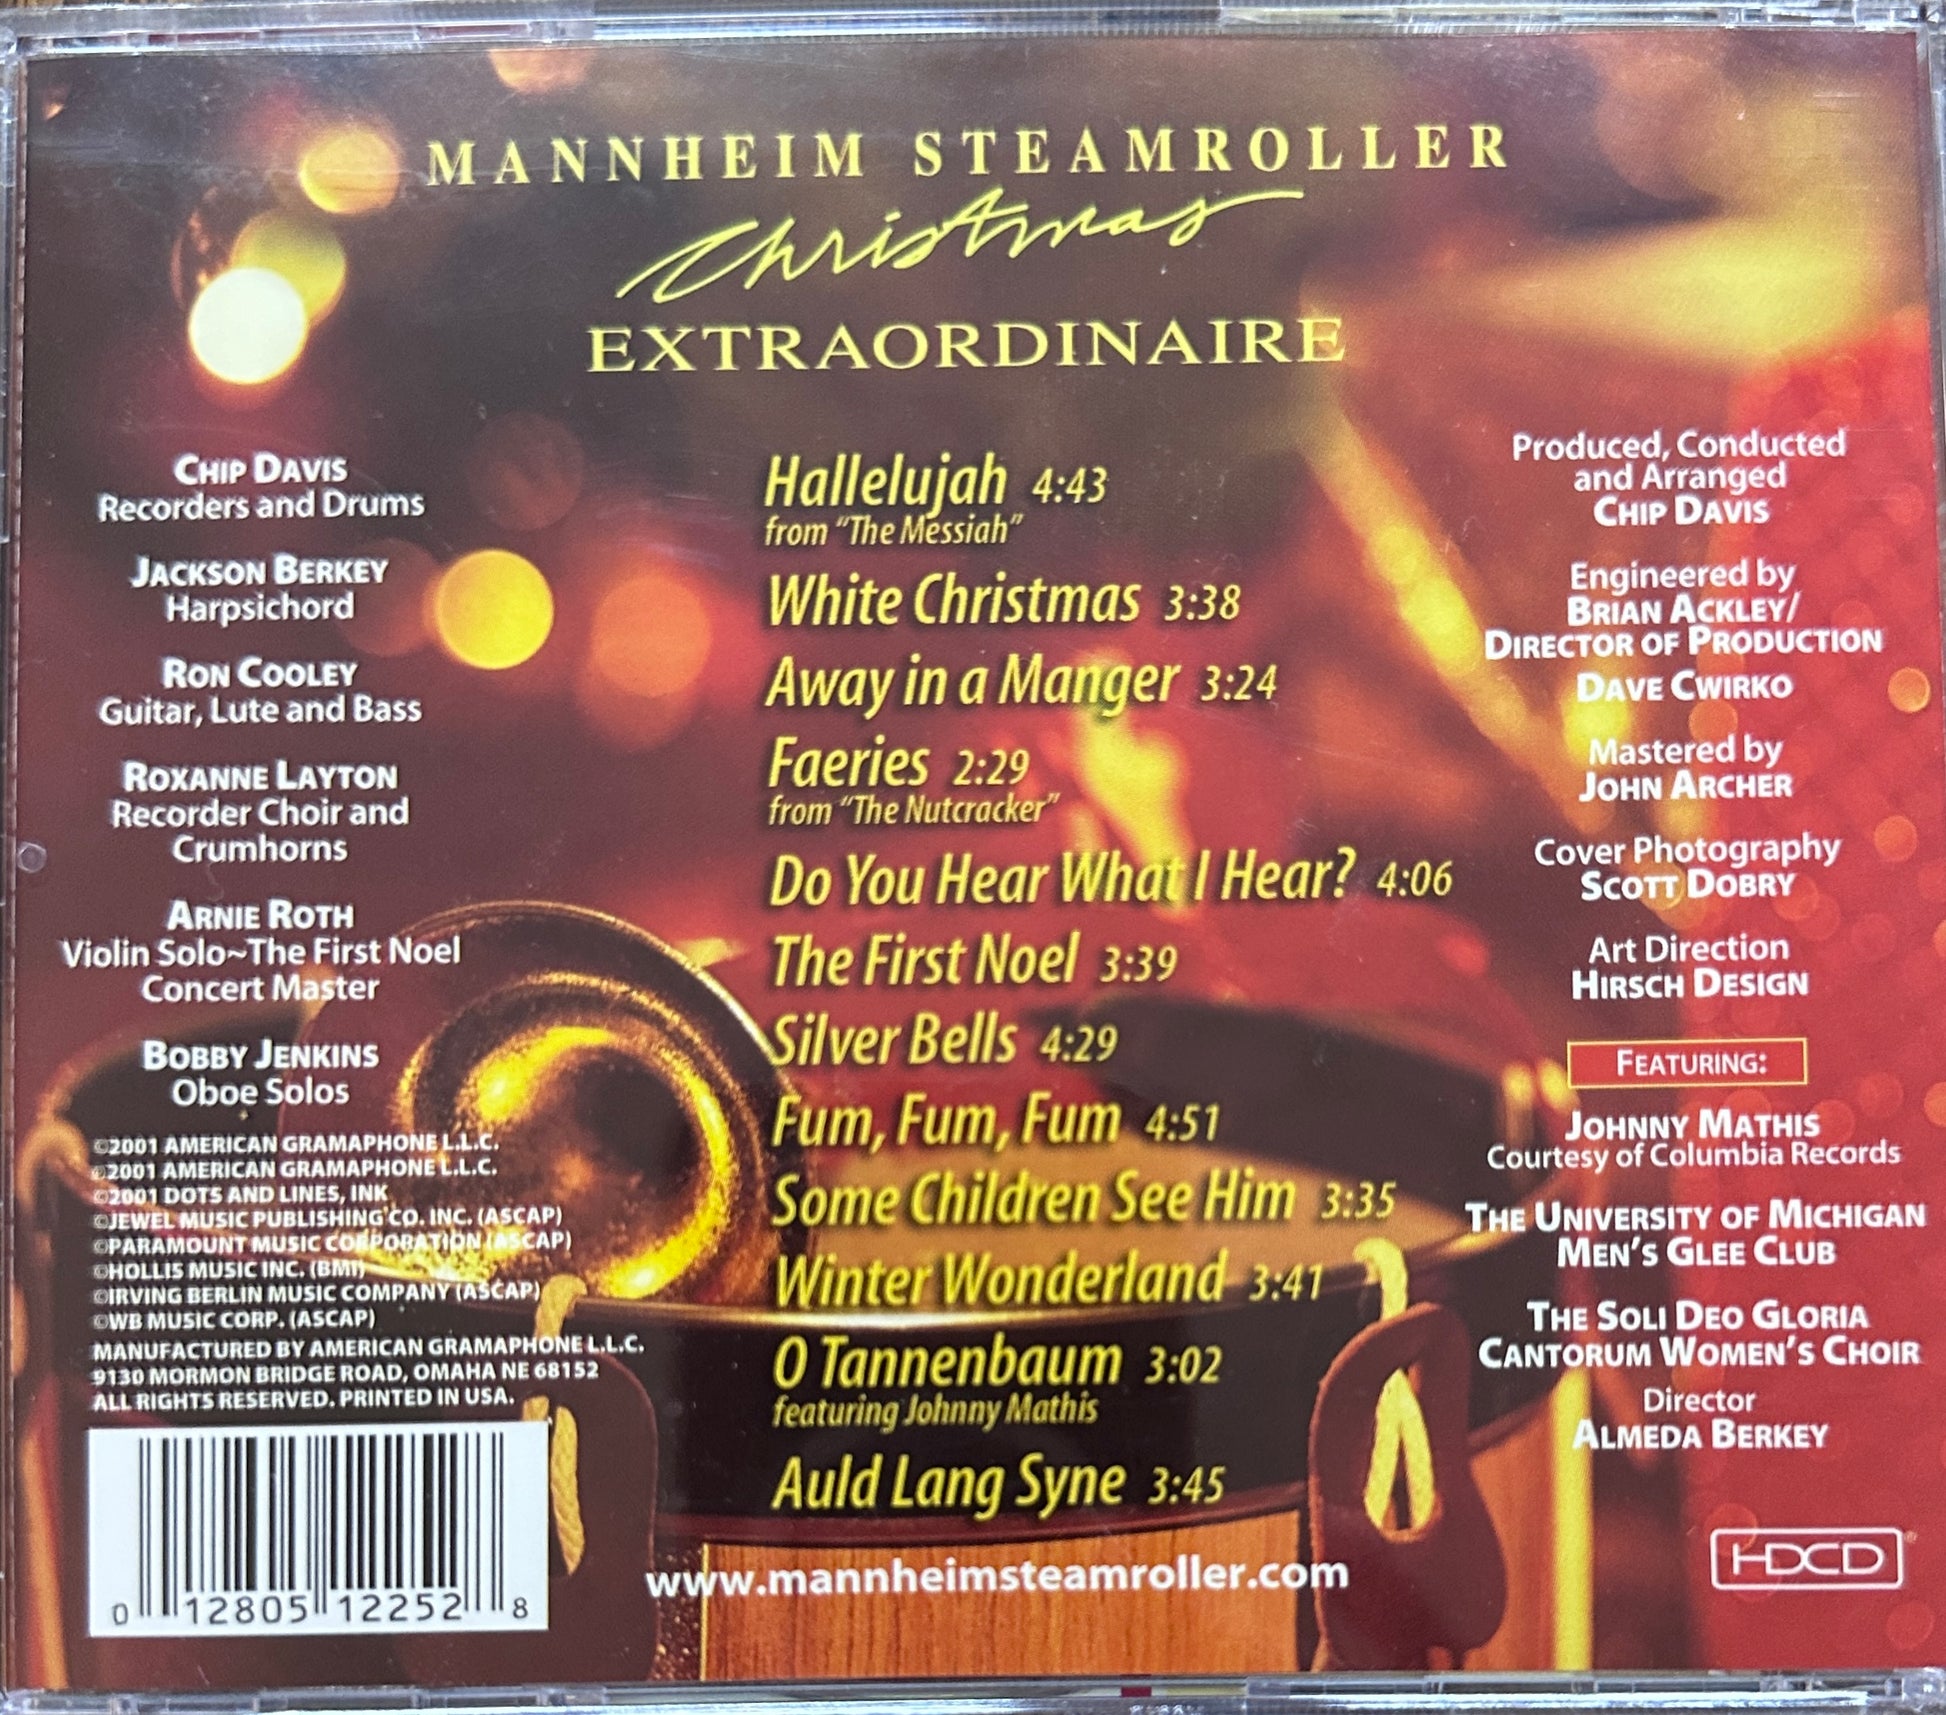 MANNHEIM STEAMROLLER
Christmas
EXTRAORDINAIRE
CHIP DAVIS
Recorders and Drums
JACKSON BERKEY
Harpsichord
RON COOLEY
Guitar, Lute and Bass
ROXANNE LAYTON
Recorder Choir and
Crumhorns
ARNIE ROTH
Violin Solo~The First Noel
Concert Master
BOBBY JENKINS
Oboe Solos
©2001 AMERICAN GRAMAPHONE L.L.C.
©2001 AMERICAN GRAMAPHONE L.L.C.
©2001 DOTS AND LINES, INK
©JEWEL MUSIC PUBLISHING CO. INC. (ASCAP)
©PARAMOUNT MUSIC CORPORATION (ASCAP)
©HOLLIS MUSIC INC. (BMI)
©IRVING BERLIN MUSIC COMPANY (ASCAP)
©WB MUSIC CORP. (ASCAP)
MANUFACTURED BY AMERICAN GRAMAPHONE L.L.C.
9130 MORMON BRIDGE ROAD, OMAHA NE 68152
ALL RIGHTS RESERVED. PRINTED IN USA.
0 12805 12252 8
Hallelujah 4:43
from "The Messiah"
White Christmas 3:38
Away in a Manger 3:24
Faeries 2:29
from "The Nutcracker"
Do You Hear What I Hear? 4:06
The First Noel 3:39
Silver Bells 4:29
Fum, Fum, Fum 4:51
Some Children See Him 3:35
Winter Wonderland 3:41
O Tannenbaum 3:02
featuring Johnny Mathis
Auld Lang Syne 3:45
www.mannheimsteamroller.com
Produced, Conducted
and Arranged
CHIP DAVIS
Engineered by
BRIAN ACKLEY/
DIRECTOR OF PRODUCTION
DAVE CWIRKO
Mastered by
JOHN ARCHER
Cover Photography
SCOTT DOBRY
Art Direction
HIRSCH DESIGN
FEATURING:
JOHNNY MATHIS
Courtesy of Columbia Records
THE UNIVERSITY OF MICHIGAN
MEN'S GLEE CLUB
THE SOLI DEO GLORIA
CANTORUM WOMEN'S CHOIR
Director
ALMEDA BERKEY
HDCD®